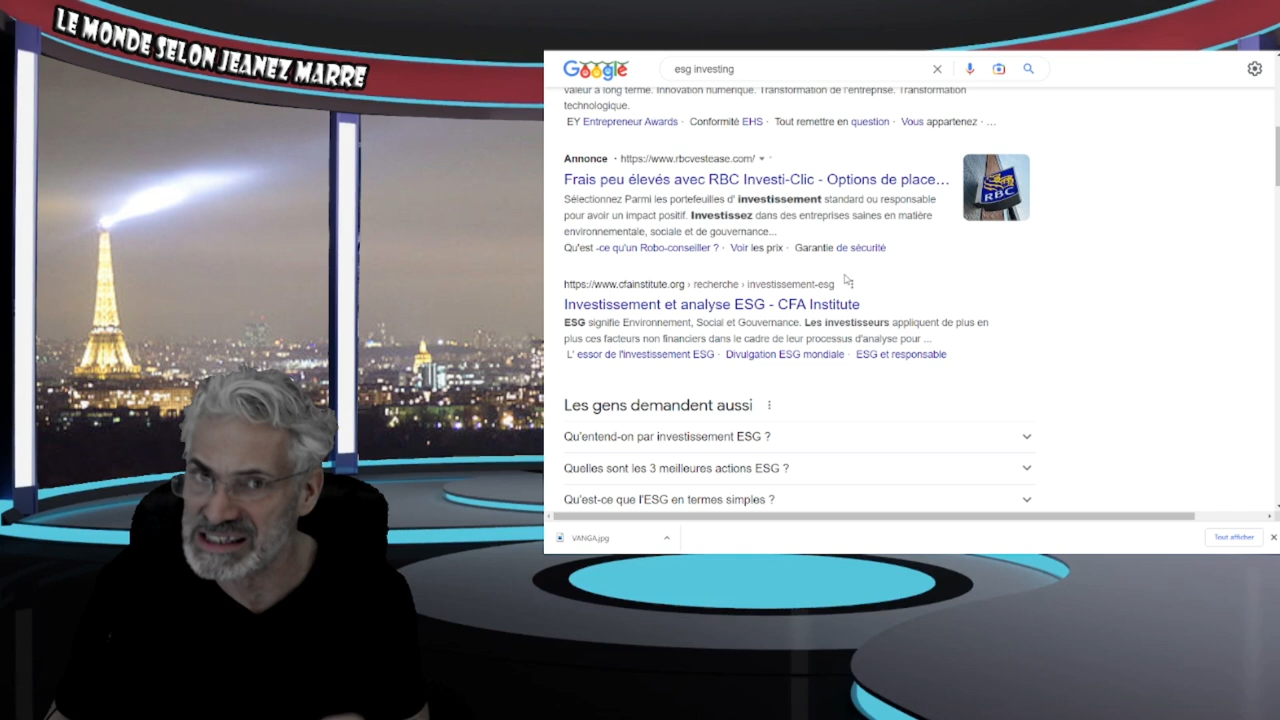 LE MONDE SELON JEANEZ MARRE
Google
esg investing
valeur à long terme. Innovation numérique. Transformation de l'entreprise. Transformation
technologique.
EY Entrepreneur Awards · Conformité EHS · Tout remettre en question · Vous appartenez · ...
Annonce · https://www.rbcvestease.com/
Frais peu élevés avec RBC Investi-Clic - Options de place...
Sélectionnez Parmi les portefeuilles d' investissement standard ou responsable
pour avoir un impact positif. Investissez dans des entreprises saines en matière
environnementale, sociale et de gouvernance...
Qu'est -ce qu'un Robo-conseiller ? · Voir les prix · Garantie de sécurité
RBC
https://www.cfainstitute.org › recherche › investissement-esg
Investissement et analyse ESG - CFA Institute
ESG signifie Environnement, Social et Gouvernance. Les investisseurs appliquent de plus en
plus ces facteurs non financiers dans le cadre de leur processus d'analyse pour ...
L' essor de l'investissement ESG · Divulgation ESG mondiale · ESG et responsable
Les gens demandent aussi
Qu'entend-on par investissement ESG ?
Quelles sont les 3 meilleures actions ESG ?
Qu'est-ce que l'ESG en termes simples ?
VANGA.jpg
Tout afficher